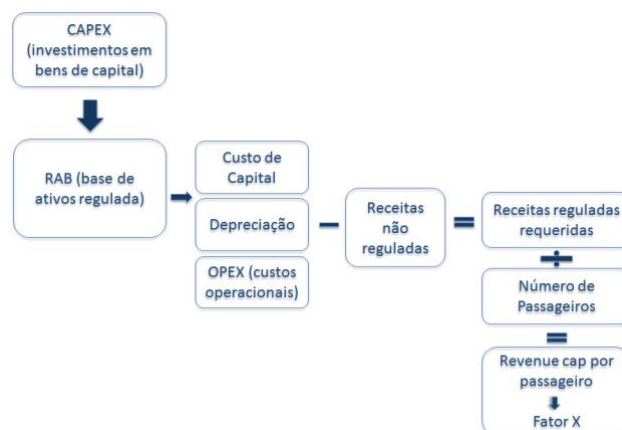 CAPEX
(investimentos em
bens de capital)
RAB (base de
ativos regulada)
Custo de
Capital
Depreciação
OPEX (custos
operacionais)
Receitas
não
reguladas
Receitas reguladas
requeridas
Número de
Passageiros
Revenue cap por
passageiro
Fator X